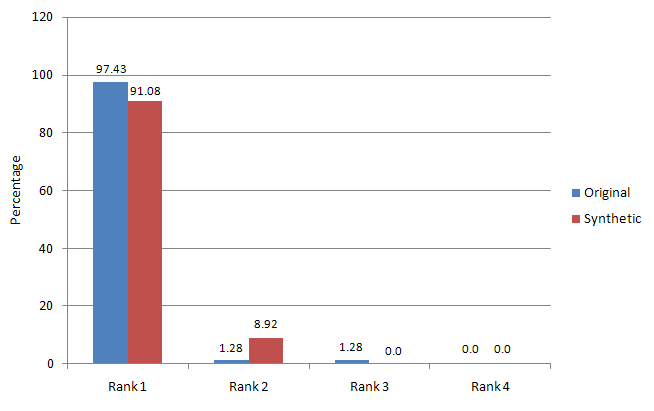 120
100
80
60
40
20
0
Percentage
97.43
91.08
1.28
8.92
1.28
0.0
0.0
0.0
Rank 1
Rank 2
Rank 3
Rank 4
Original
Synthetic